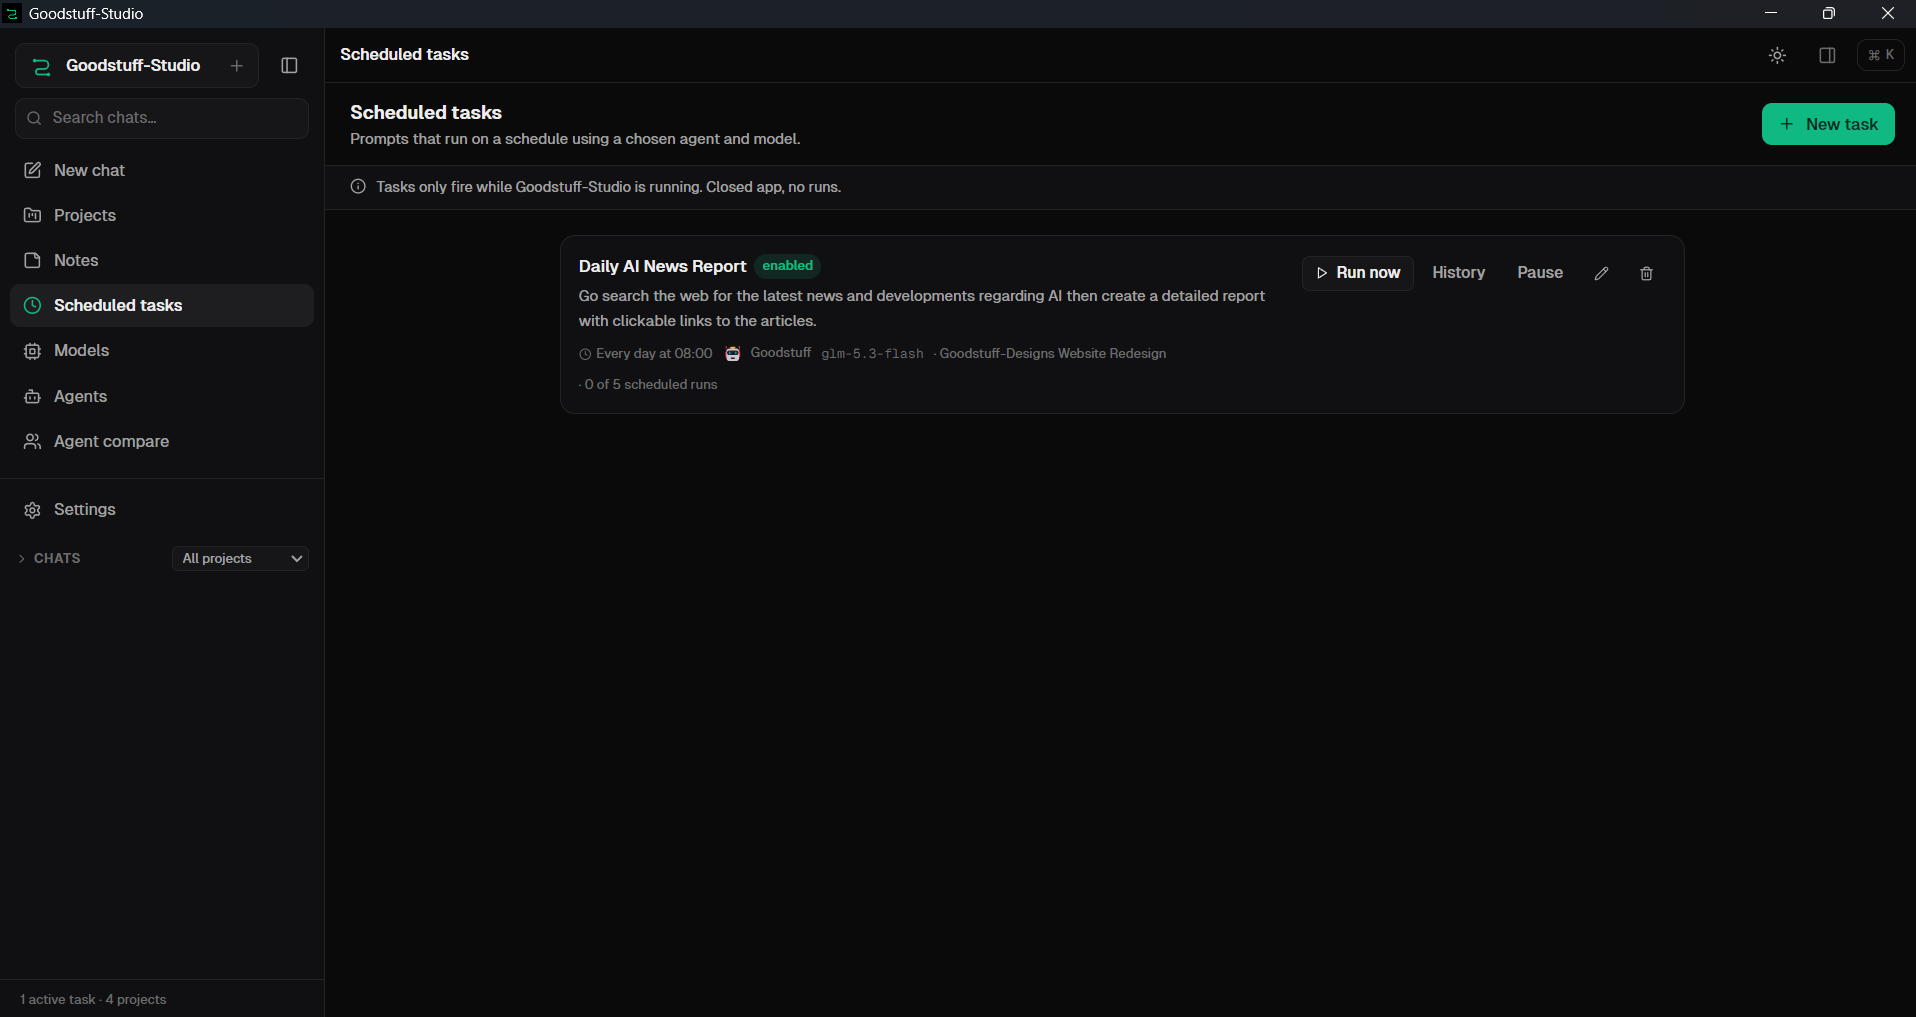 Goodstuff-Studio
Goodstuff-Studio
Search chats...
New chat
Projects
Notes
Scheduled tasks
Models
Agents
Agent compare
Settings
CHATS
All projects
1 active task · 4 projects
Scheduled tasks
⌘ K
Scheduled tasks
Prompts that run on a schedule using a chosen agent and model.
New task
Tasks only fire while Goodstuff-Studio is running. Closed app, no runs.
Daily AI News Report enabled
Run now History Pause
Go search the web for the latest news and developments regarding AI then create a detailed report
with clickable links to the articles.
Every day at 08:00 Goodstuff glm-5.3-flash · Goodstuff-Designs Website Redesign
· 0 of 5 scheduled runs